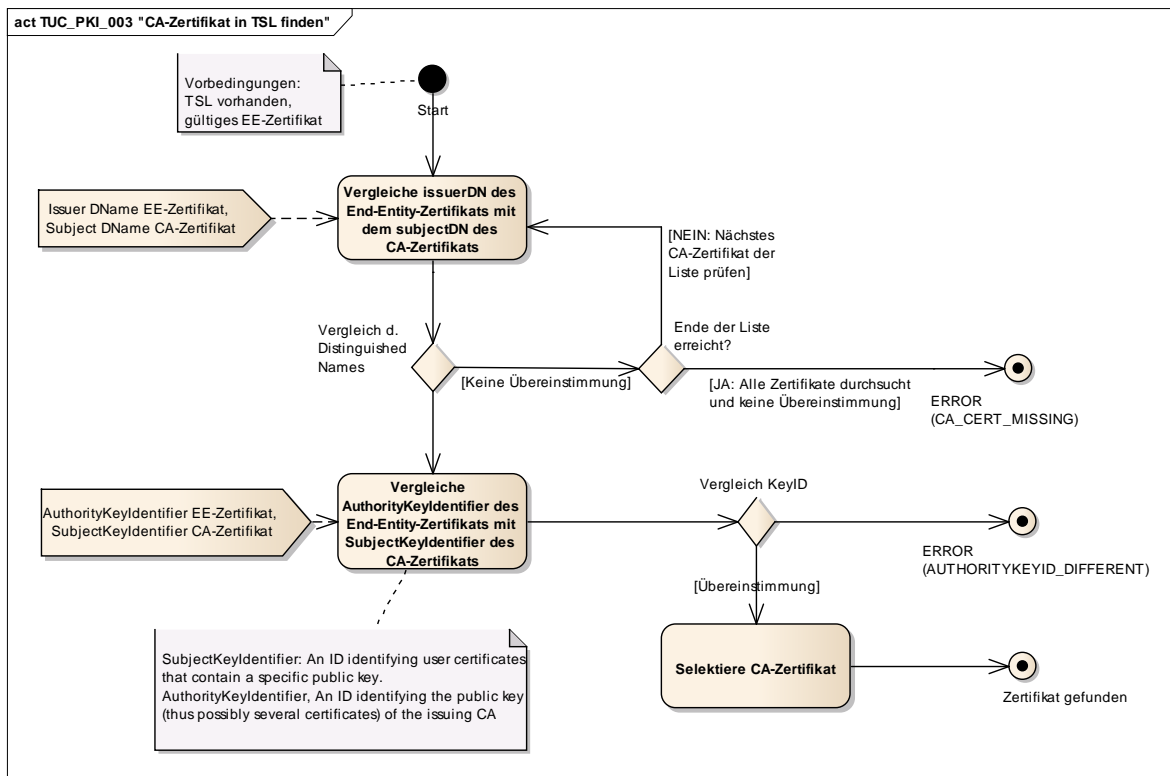 act TUC_PKI_003 "CA-Zertifikat in TSL finden"
Vorbedingungen:
TSL vorhanden,
gültiges EE-Zertifikat
Start
Issuer DName EE-Zertifikat,
Subject DName CA-Zertifikat
Vergleiche issuerDN des
End-Entity-Zertifikats mit
dem subjectDN des
CA-Zertifikats
[NEIN: Nächstes
CA-Zertifikat der
Liste prüfen]
Vergleich d.
Distinguished
Names
[Keine Übereinstimmung]
Ende der Liste
erreicht?
[JA: Alle Zertifikate durchsucht
und keine Übereinstimmung]
ERROR
(CA_CERT_MISSING)
AuthorityKeyIdentifier EE-Zertifikat,
SubjectKeyIdentifier CA-Zertifikat
Vergleiche
AuthorityKeyIdentifier des
End-Entity-Zertifikats mit
SubjectKeyIdentifier des
CA-Zertifikats
Vergleich KeyID
ERROR
(AUTHORITYKEYID_DIFFERENT)
[Übereinstimmung]
Selektiere CA-Zertifikat
Zertifikat gefunden
SubjectKeyIdentifier: An ID identifying user certificates
that contain a specific public key.
AuthorityKeyIdentifier, An ID identifying the public key
(thus possibly several certificates) of the issuing CA